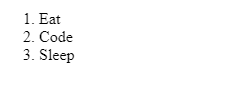 1. Eat
2. Code
3. Sleep